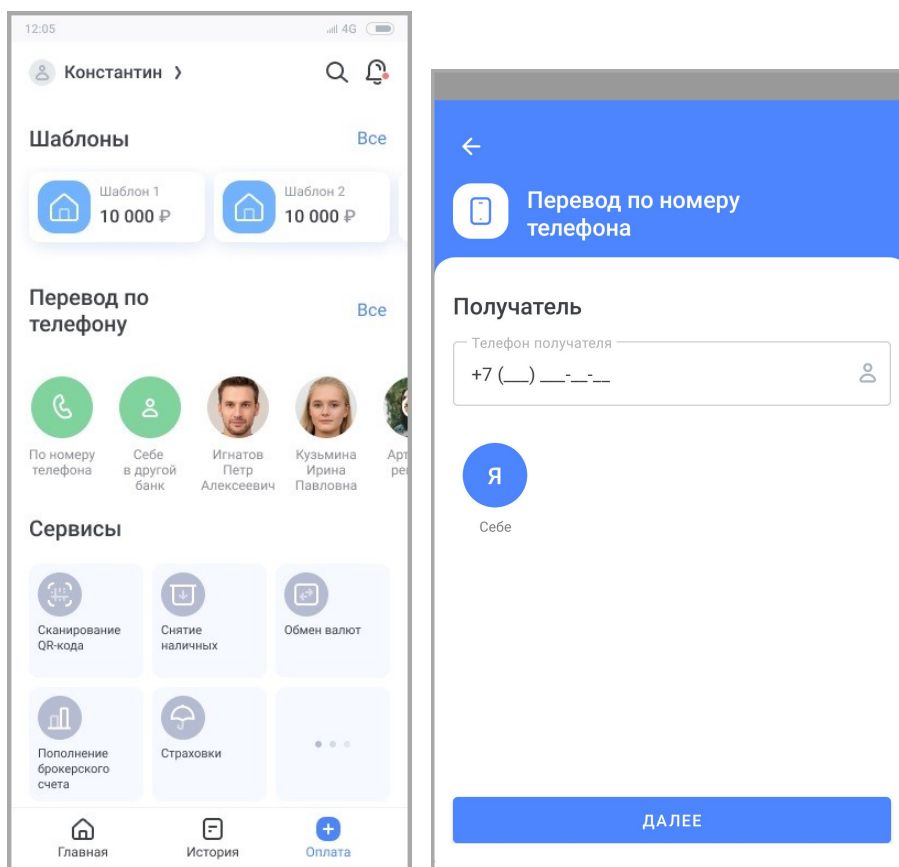 12:05
4G
Константин
Шаблоны
Все
Шаблон 1
10 000 ₽
Шаблон 2
10 000 ₽
Перевод по
телефону
Все
По номеру
телефона
Себе
в другой
банк
Игнатов
Петр
Алексеевич
Кузьмина
Ирина
Павловна
Арт
рег
Сервисы
Сканирование
QR-кода
Снятие
наличных
Обмен валют
Пополнение
брокерского
счета
Страховки
Главная
История
Оплата
Перевод по номеру
телефона
Получатель
Телефон получателя
+7 (__) ___-__-__
Я
Себе
ДАЛЕЕ